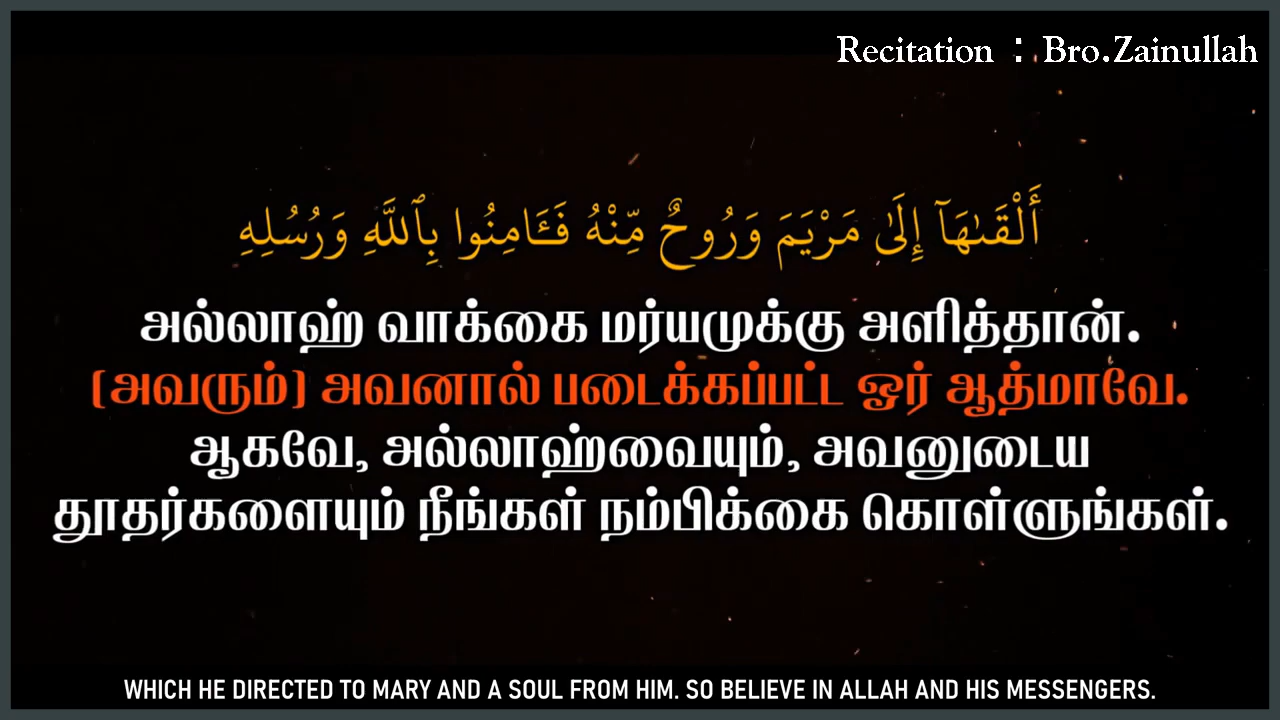 Recitation : Bro.Zainullah
أَلْقَىٰهَآ إِلَىٰ مَرْيَمَ وَرُوحٌ مِّنْهُ فَـَٔامِنُوا بِٱللَّهِ وَرُسُلِهِ
அல்லாஹ் வாக்கை மர்யமுக்கு அளித்தான்.
(அவரும்) அவனால் படைக்கப்பட்ட ஓர் ஆத்மாவே.
ஆகவே, அல்லாஹ்வையும், அவனுடைய
தூதர்களையும் நீங்கள் நம்பிக்கை கொள்ளுங்கள்.
WHICH HE DIRECTED TO MARY AND A SOUL FROM HIM. SO BELIEVE IN ALLAH AND HIS MESSENGERS.